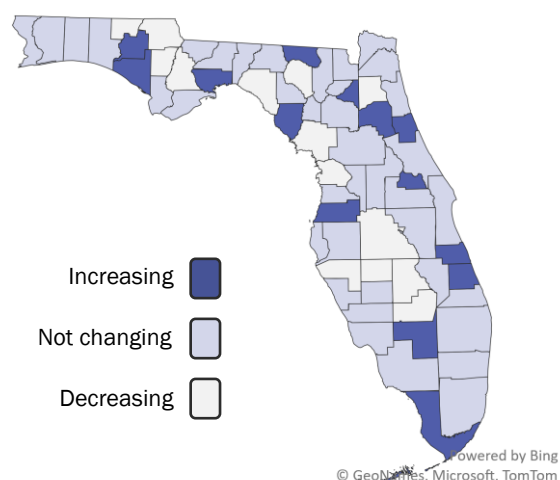 Increasing
Not changing
Decreasing
Powered by Bing
© GeoNames, Microsoft, TomTom